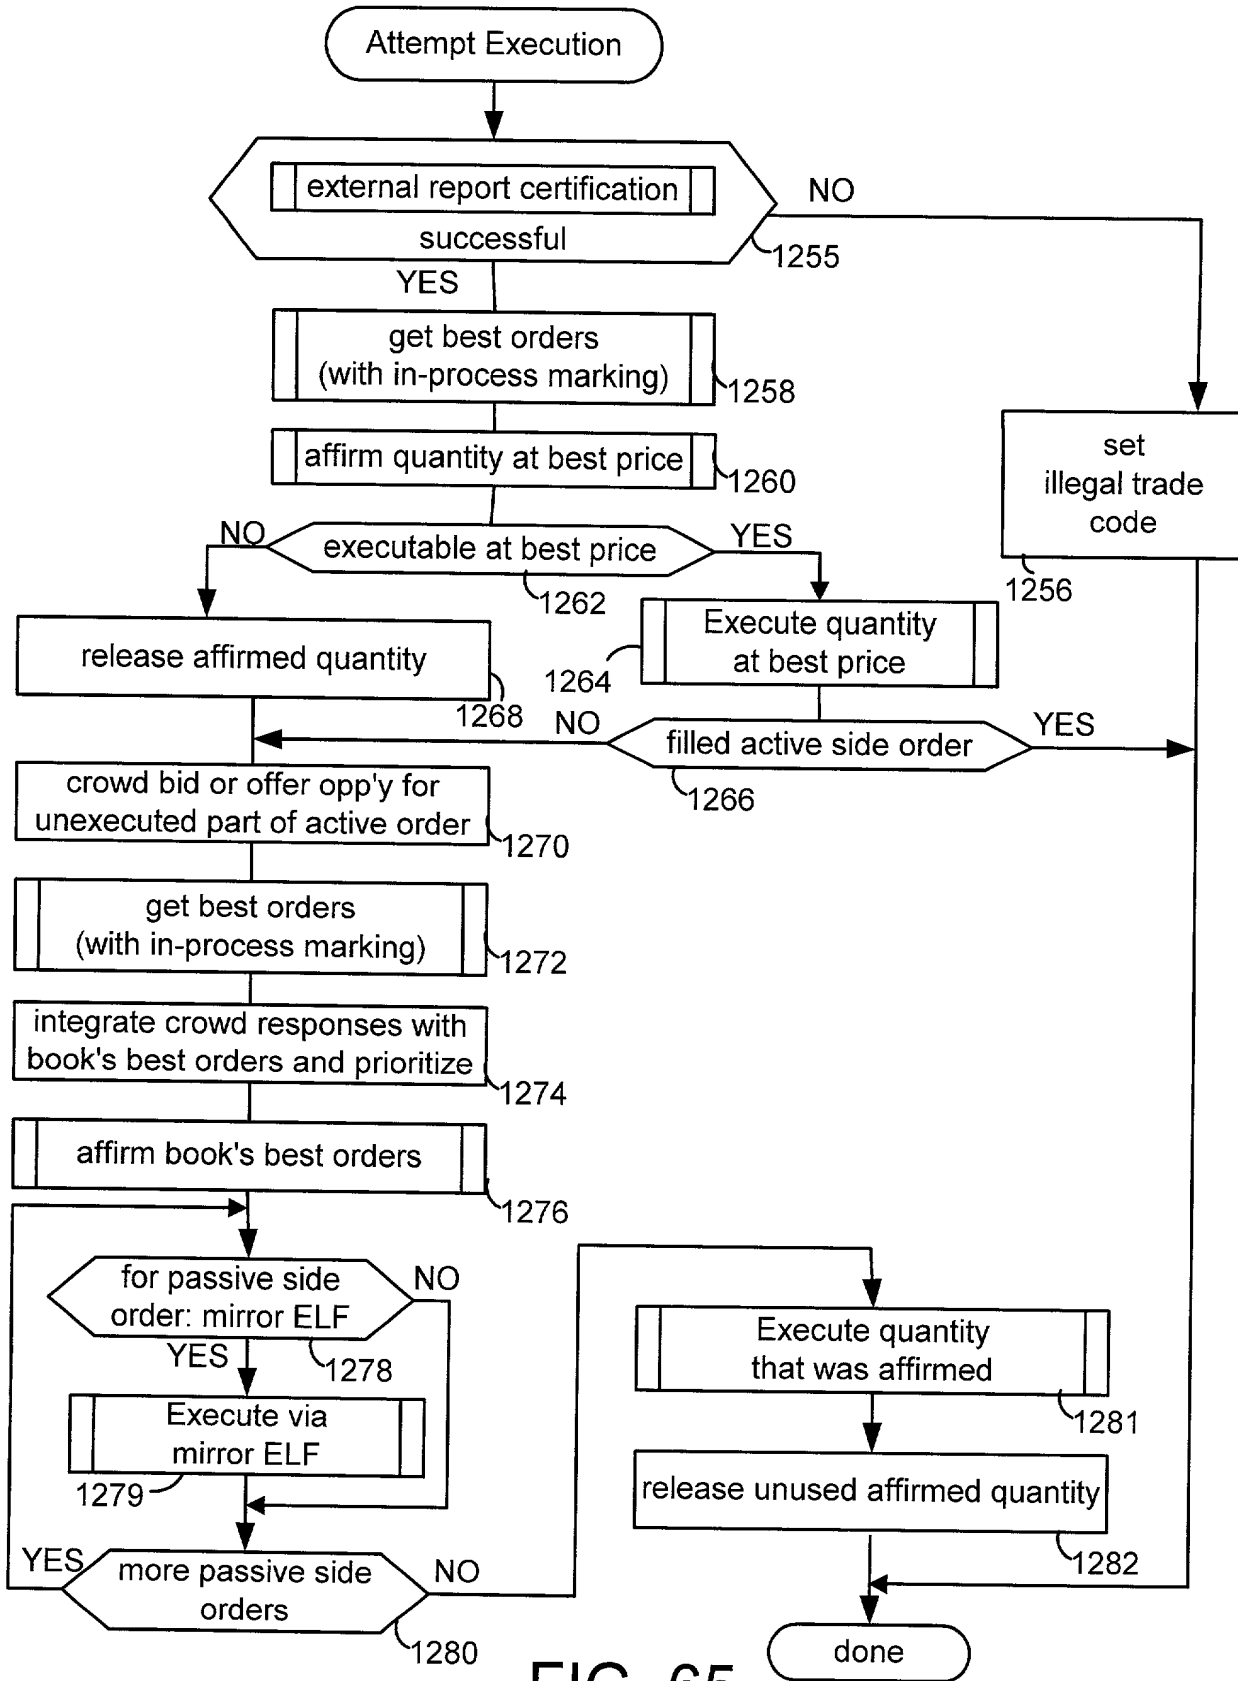 Attempt Execution
external report certification
successful
NO
1255
YES
get best orders
(with in-process marking)
1258
affirm quantity at best price
1260
set
illegal trade
code
1256
NO
executable at best price
YES
1262
release affirmed quantity
1268
Execute quantity
at best price
1264
NO
filled active side order
YES
1266
crowd bid or offer opp'y for
unexecuted part of active order
1270
get best orders
(with in-process marking)
1272
integrate crowd responses with
book's best orders and prioritize
1274
affirm book's best orders
1276
for passive side
order: mirror ELF
NO
YES
1278
Execute via
mirror ELF
1279
YES
more passive side
orders
NO
1280
Execute quantity
that was affirmed
1281
release unused affirmed quantity
1282
done
FIG. 65